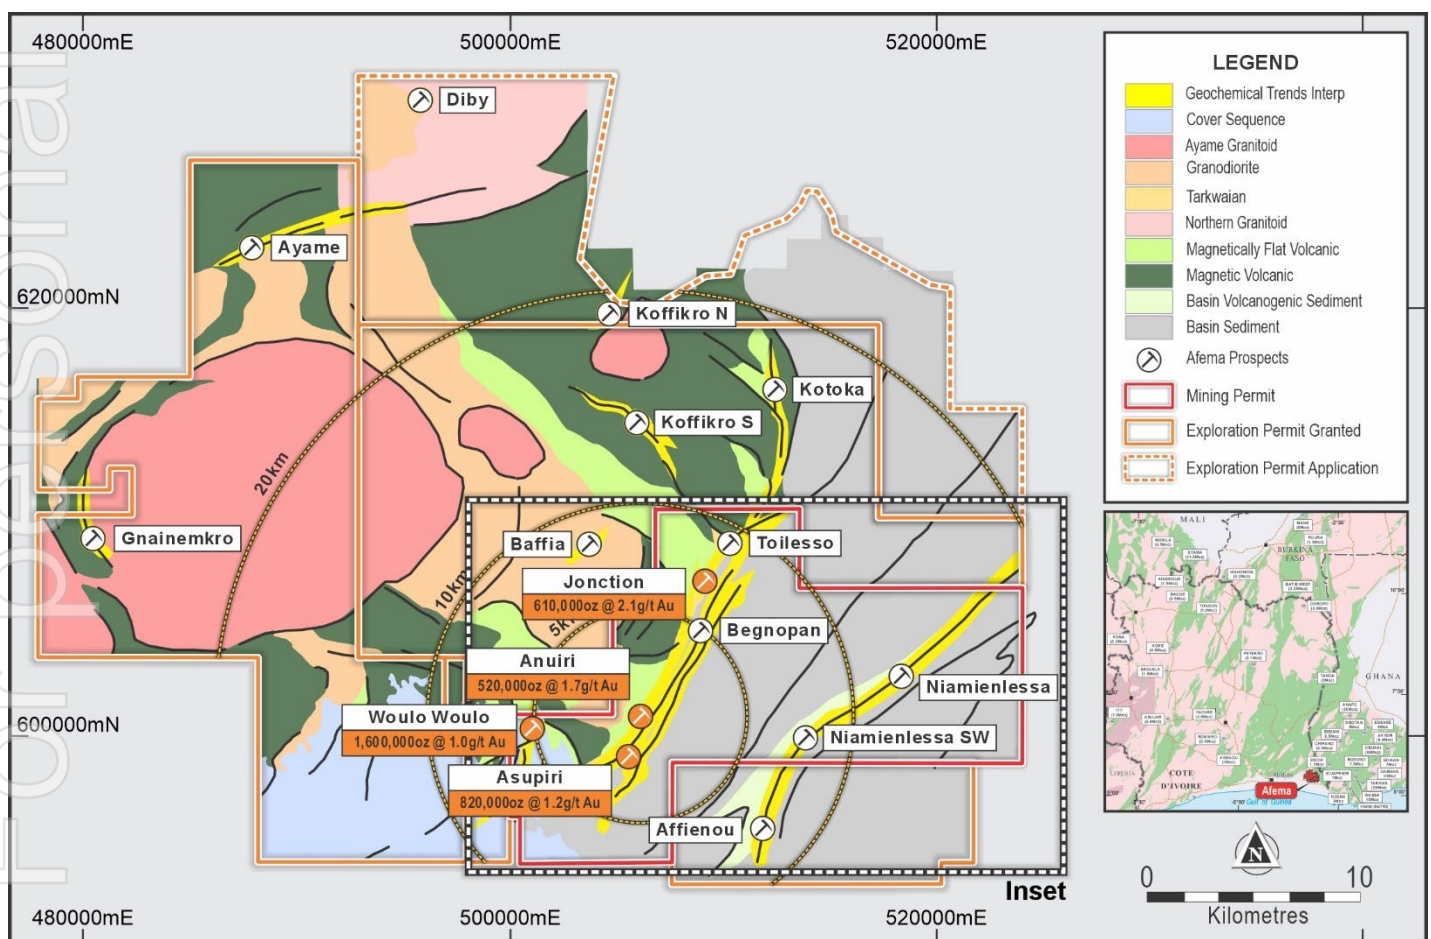 480000mE
500000mE
520000mE
For personal
Diby
Ayame
620000mN
Koffikro N
Kotoka
Koffikro S
20km
Gnainemkro
Baffia
Toilesso
10km
Jonction
610,000oz @ 2.1g/t Au
5k
Begnopan
Anuiri
520,000oz @ 1.7g/t Au
Niamienlessa
Woulo Woulo
1,600,000oz @ 1.0g/t Au
600000mN
Niamienlessa SW
Asupiri
820,000oz @ 1.2g/t Au
Affienou
Inset
480000mE
500000mE
520000mE
LEGEND
Geochemical Trends Interp
Cover Sequence
Ayame Granitoid
Granodiorite
Tarkwaian
Northern Granitoid
Magnetically Flat Volcanic
Magnetic Volcanic
Basin Volcanogenic Sediment
Basin Sediment
Afema Prospects
Mining Permit
Exploration Permit Granted
Exploration Permit Application
MALI
BURKINA
FASO
GHANA
LIBERIA
COTE
D'IVOIRE
Afema
Gulf of Guinea
N
0
10
Kilometres